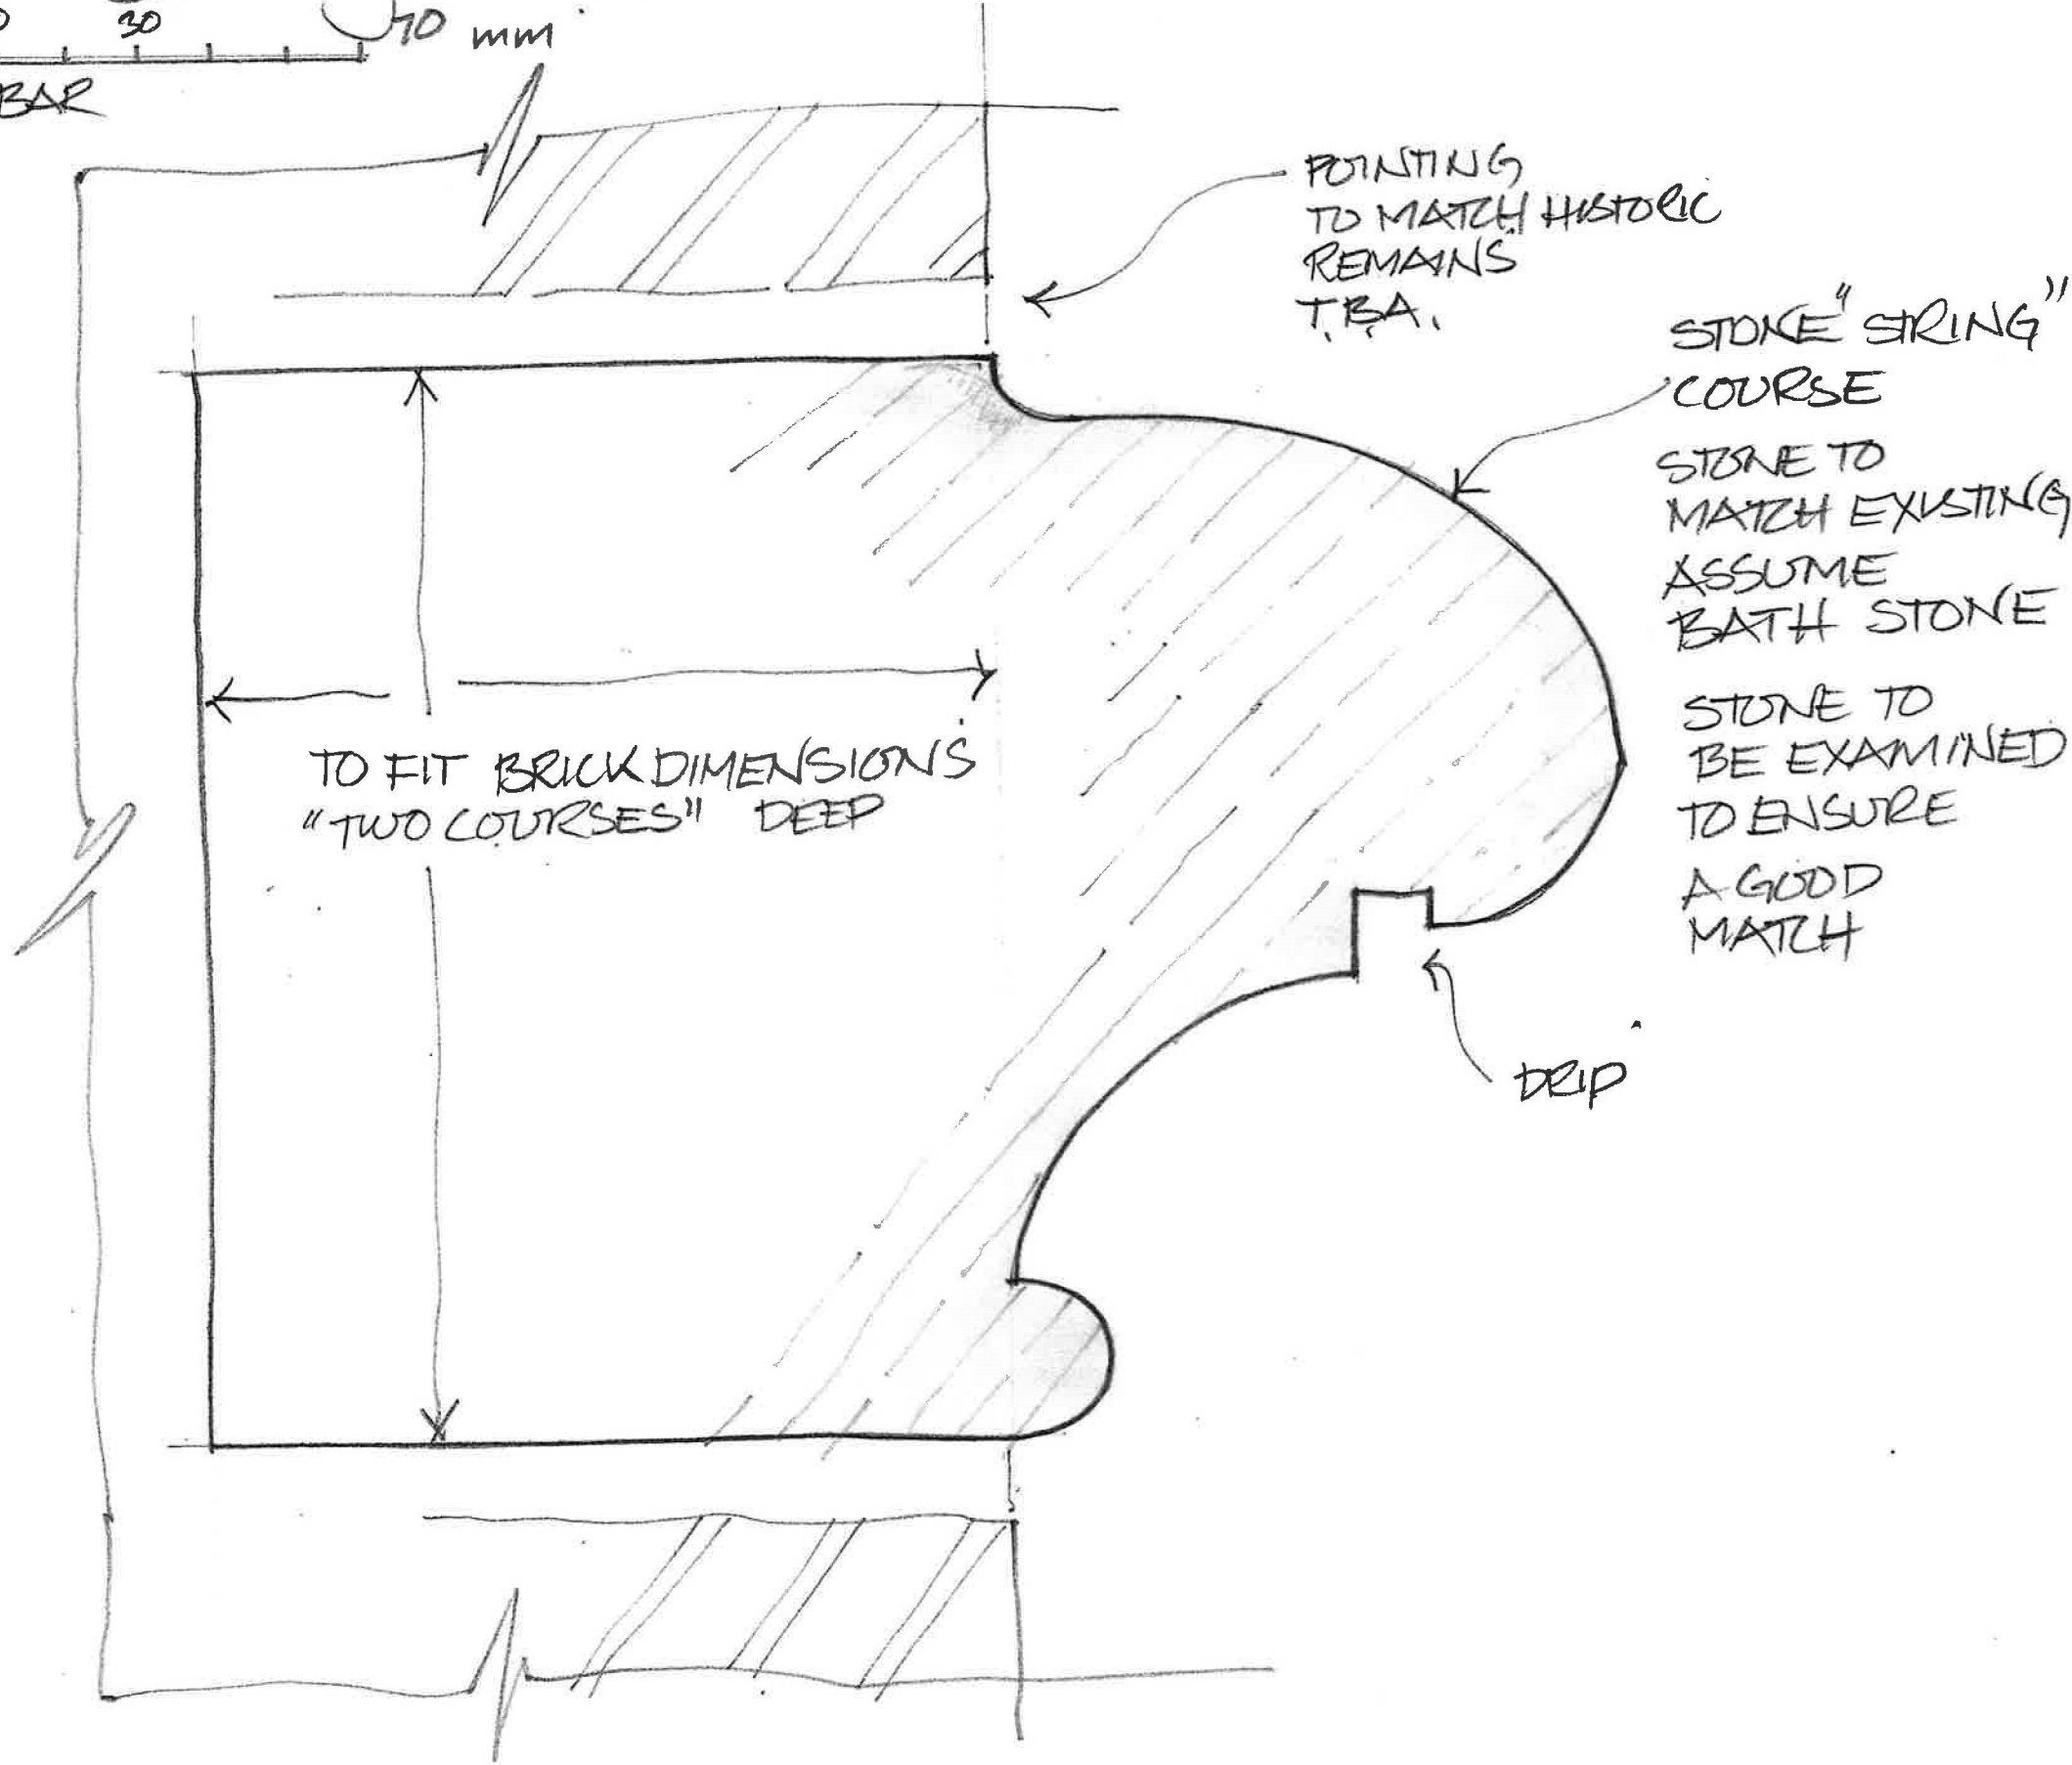 30
mm
BAR
POINTING
TO MATCH HISTORIC
REMAINS
T.B.A.
STONE "STRING"
COURSE
STONE TO
MATCH EXISTING
ASSUME
BATH STONE
STONE TO
BE EXAMINED
TO ENSURE
A GOOD
MATCH
TO FIT BRICK DIMENSIONS
"TWO COURSES" DEEP
DRIP